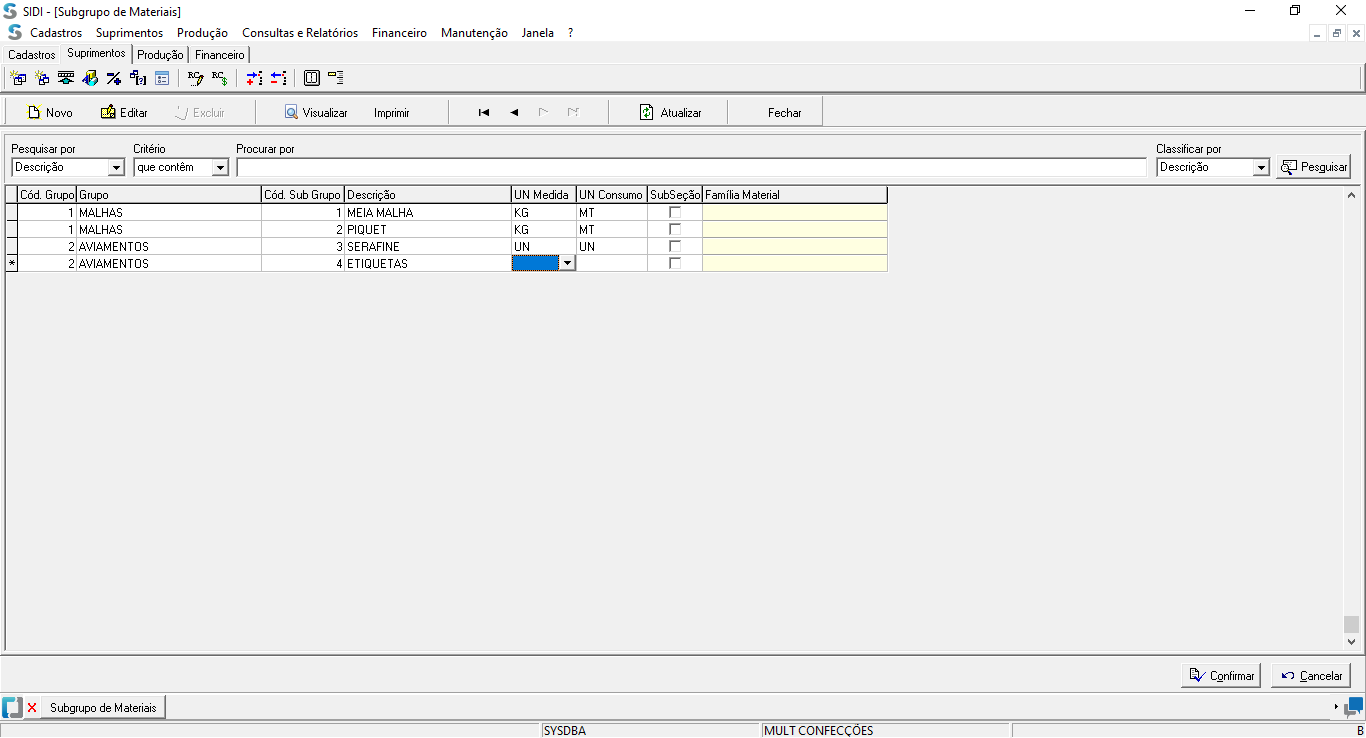 SIDI - [Subgrupo de Materiais]
Cadastros Suprimentos Produção Consultas e Relatórios Financeiro Manutenção Janela ?
Cadastros Suprimentos Produção Financeiro
Novo Editar Excluir Visualizar Imprimir Atualizar Fechar
Pesquisar por Critério Procurar por Classificar por
Descrição que contêm Descrição Pesquisar
Cód. Grupo Grupo Cód. Sub Grupo Descrição UN Medida UN Consumo SubSeção Família Material
1 MALHAS 1 MEIA MALHA KG MT
1 MALHAS 2 PIQUET KG MT
2 AVIAMENTOS 3 SERAFINE UN UN
* 2 AVIAMENTOS 4 ETIQUETAS
Confirmar Cancelar
Subgrupo de Materiais
SYSDBA MULT CONFECÇÕES B